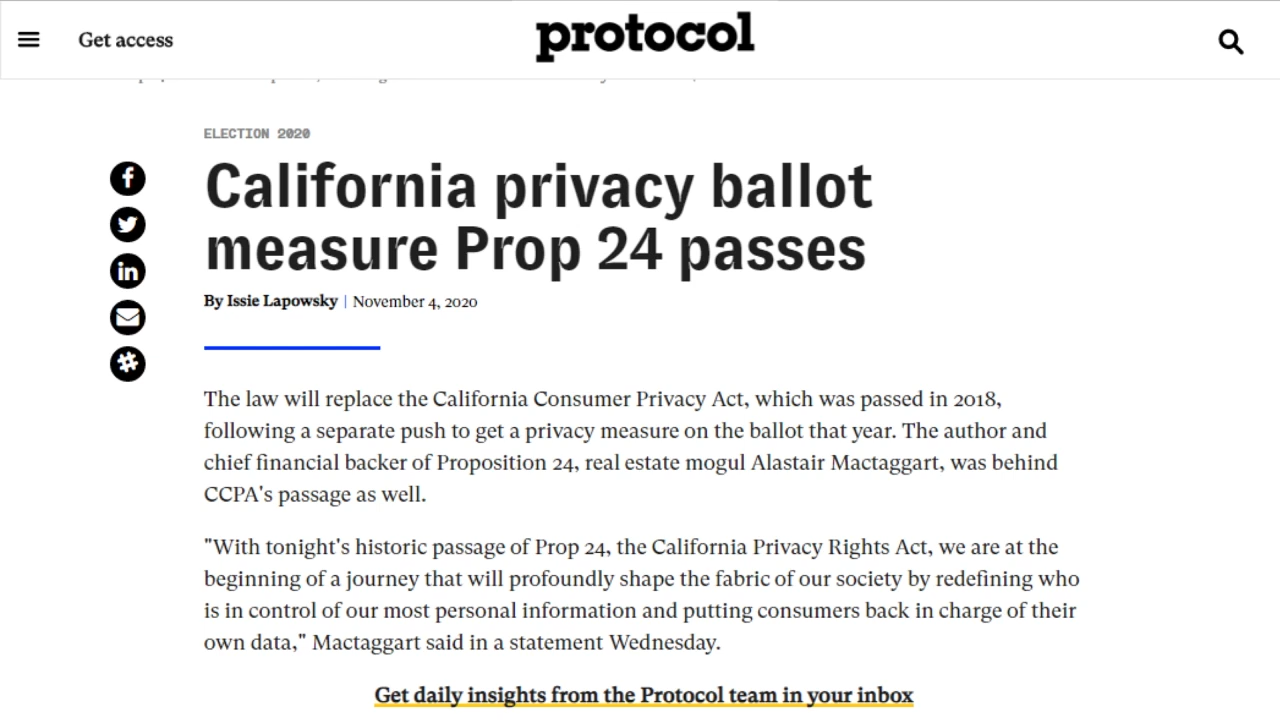 Get access
protocol
ELECTION 2020
California privacy ballot
measure Prop 24 passes
By Issie Lapowsky | November 4, 2020
The law will replace the California Consumer Privacy Act, which was passed in 2018,
following a separate push to get a privacy measure on the ballot that year. The author and
chief financial backer of Proposition 24, real estate mogul Alastair Mactaggart, was behind
CCPA's passage as well.
"With tonight's historic passage of Prop 24, the California Privacy Rights Act, we are at the
beginning of a journey that will profoundly shape the fabric of our society by redefining who
is in control of our most personal information and putting consumers back in charge of their
own data," Mactaggart said in a statement Wednesday.
Get daily insights from the Protocol team in your inbox